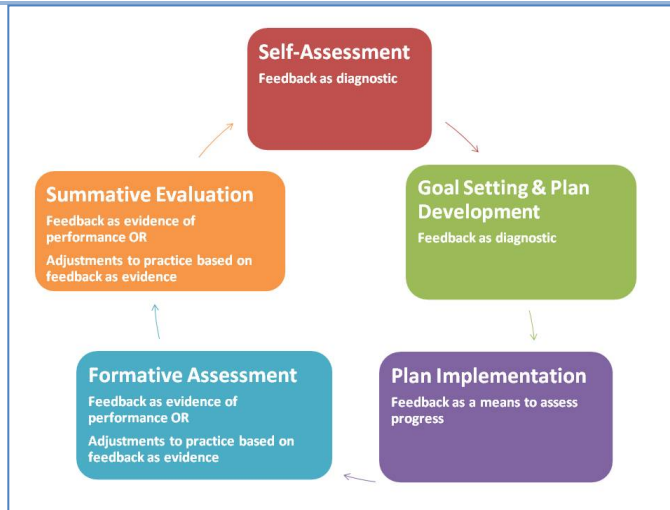 Self-Assessment
Feedback as diagnostic
Goal Setting & Plan
Development
Feedback as diagnostic
Plan Implementation
Feedback as a means to assess
progress
Formative Assessment
Feedback as evidence of
performance OR
Adjustments to practice based on
feedback as evidence
Summative Evaluation
Feedback as evidence of
performance OR
Adjustments to practice based on
feedback as evidence